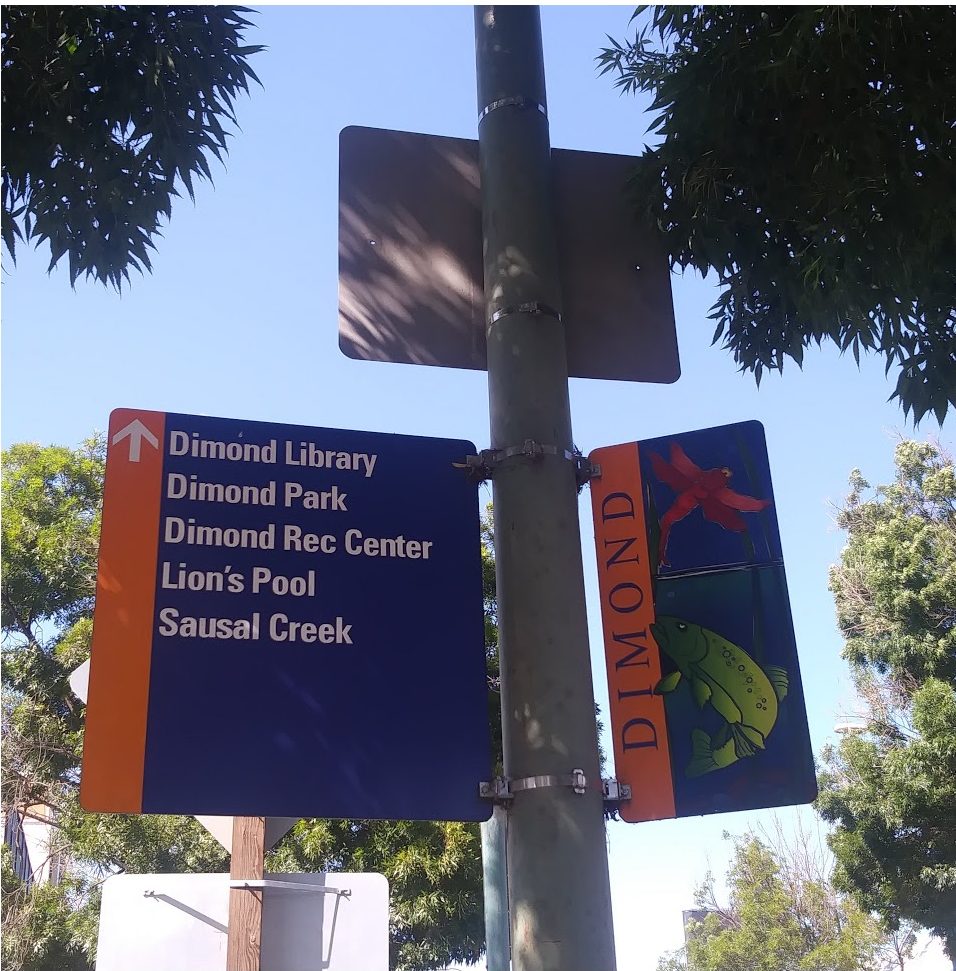 Dimond Library
Dimond Park
Dimond Rec Center
Lion's Pool
Sausal Creek
DIMOND